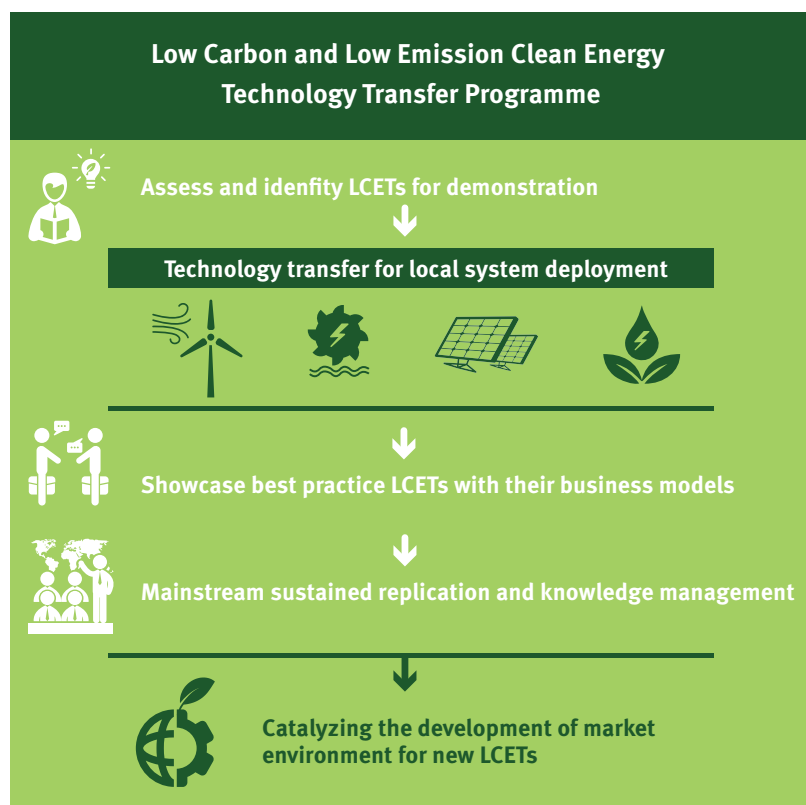 Low Carbon and Low Emission Clean Energy
Technology Transfer Programme
Assess and idenfity LCETs for demonstration
Technology transfer for local system deployment
Showcase best practice LCETs with their business models
Mainstream sustained replication and knowledge management
Catalyzing the development of market
environment for new LCETs